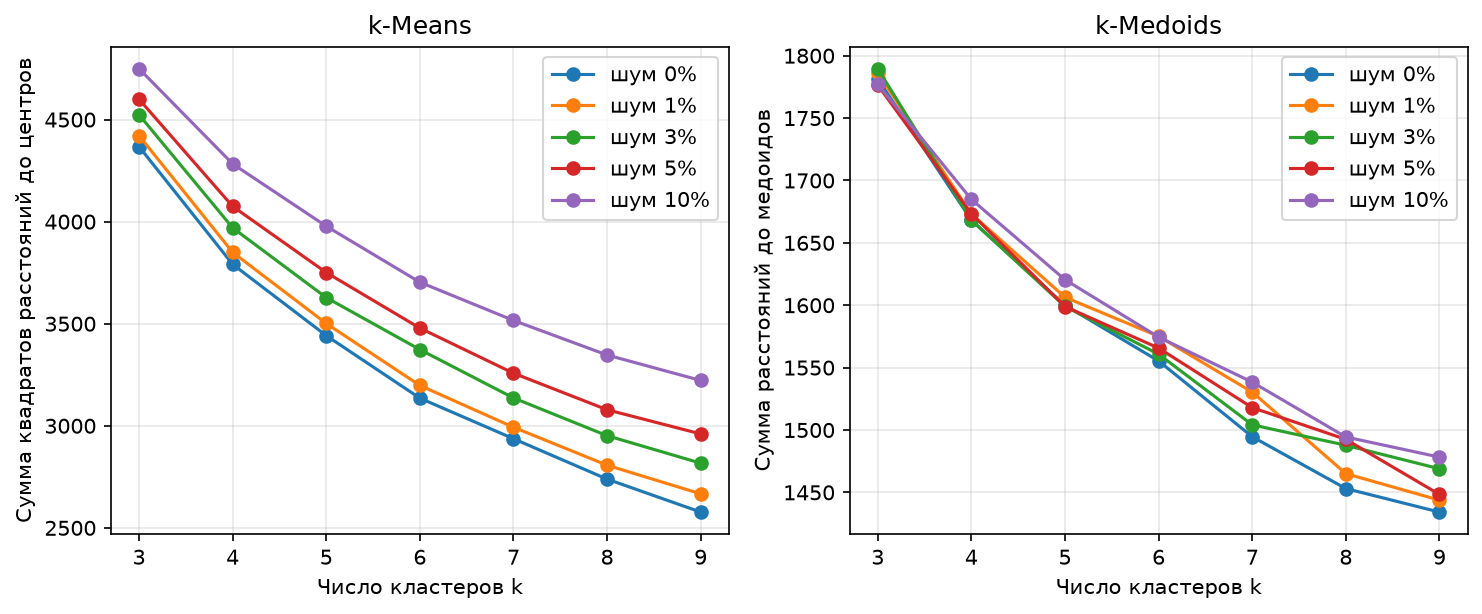 k-Means
Сумма квадратов расстояний до центров
4500
4000
3500
3000
2500
3 4 5 6 7 8 9
Число кластеров k
шум 0%
шум 1%
шум 3%
шум 5%
шум 10%
k-Medoids
Сумма расстояний до медоидов
1800
1750
1700
1650
1600
1550
1500
1450
3 4 5 6 7 8 9
Число кластеров k
шум 0%
шум 1%
шум 3%
шум 5%
шум 10%